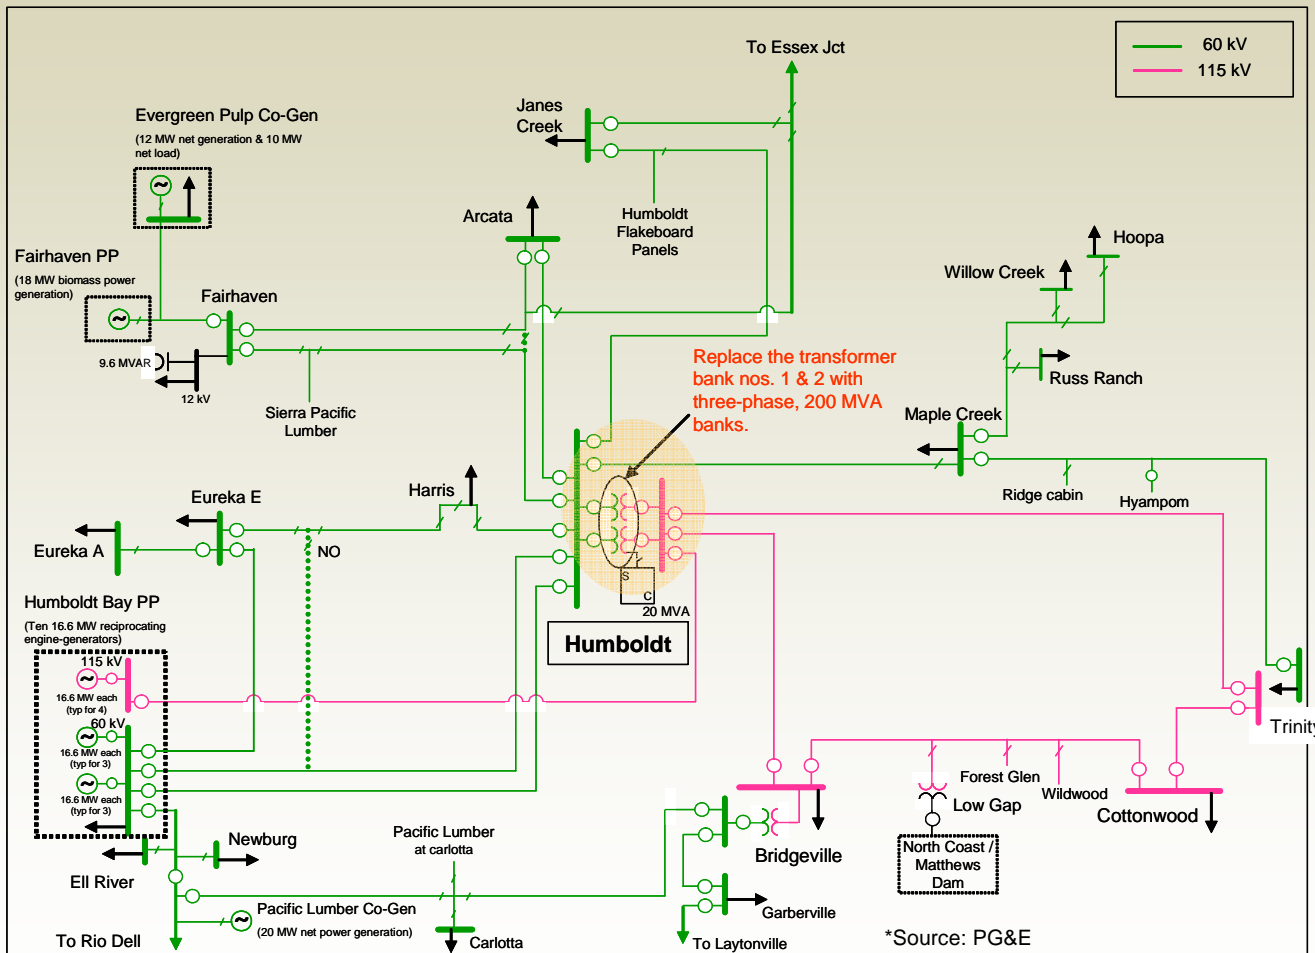 60 kV
115 kV
To Essex Jct
Janes
Creek
Evergreen Pulp Co-Gen
(12 MW net generation & 10 MW
net load)
Arcata
Humboldt
Flakeboard
Panels
Fairhaven PP
(18 MW biomass power
generation)
Fairhaven
Hoopa
Willow Creek
9.6 MVAR
12 kV
Sierra Pacific
Lumber
Replace the transformer
bank nos. 1 & 2 with
three-phase, 200 MVA
banks.
Russ Ranch
Maple Creek
Ridge cabin
Hyampom
Harris
Eureka E
Eureka A
NO
S
C
20 MVA
Humboldt
Humboldt Bay PP
(Ten 16.6 MW reciprocating
engine-generators)
115 kV
16.6 MW each
(typ for 4)
60 kV
16.6 MW each
(typ for 3)
16.6 MW each
(typ for 3)
Trinity
Forest Glen
Wildwood
Low Gap
Cottonwood
North Coast /
Matthews
Dam
Bridgeville
Newburg
Ell River
Pacific Lumber
at carlotta
Pacific Lumber Co-Gen
(20 MW net power generation)
Garberville
To Rio Dell
Carlotta
To Laytonville
*Source: PG&E